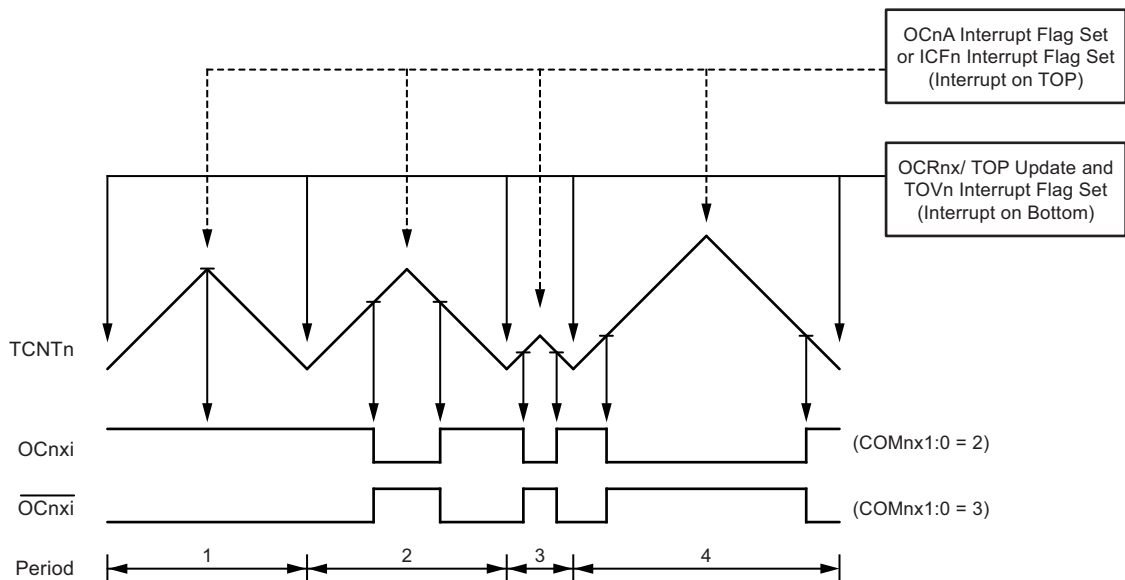 OCnA Interrupt Flag Set
or ICFn Interrupt Flag Set
(Interrupt on TOP)
OCRnx/ TOP Update and
TOVn Interrupt Flag Set
(Interrupt on Bottom)
TCNTn
OCnxi
(COMnx1:0 = 2)
OCnxi
(COMnx1:0 = 3)
Period
1
2
3
4